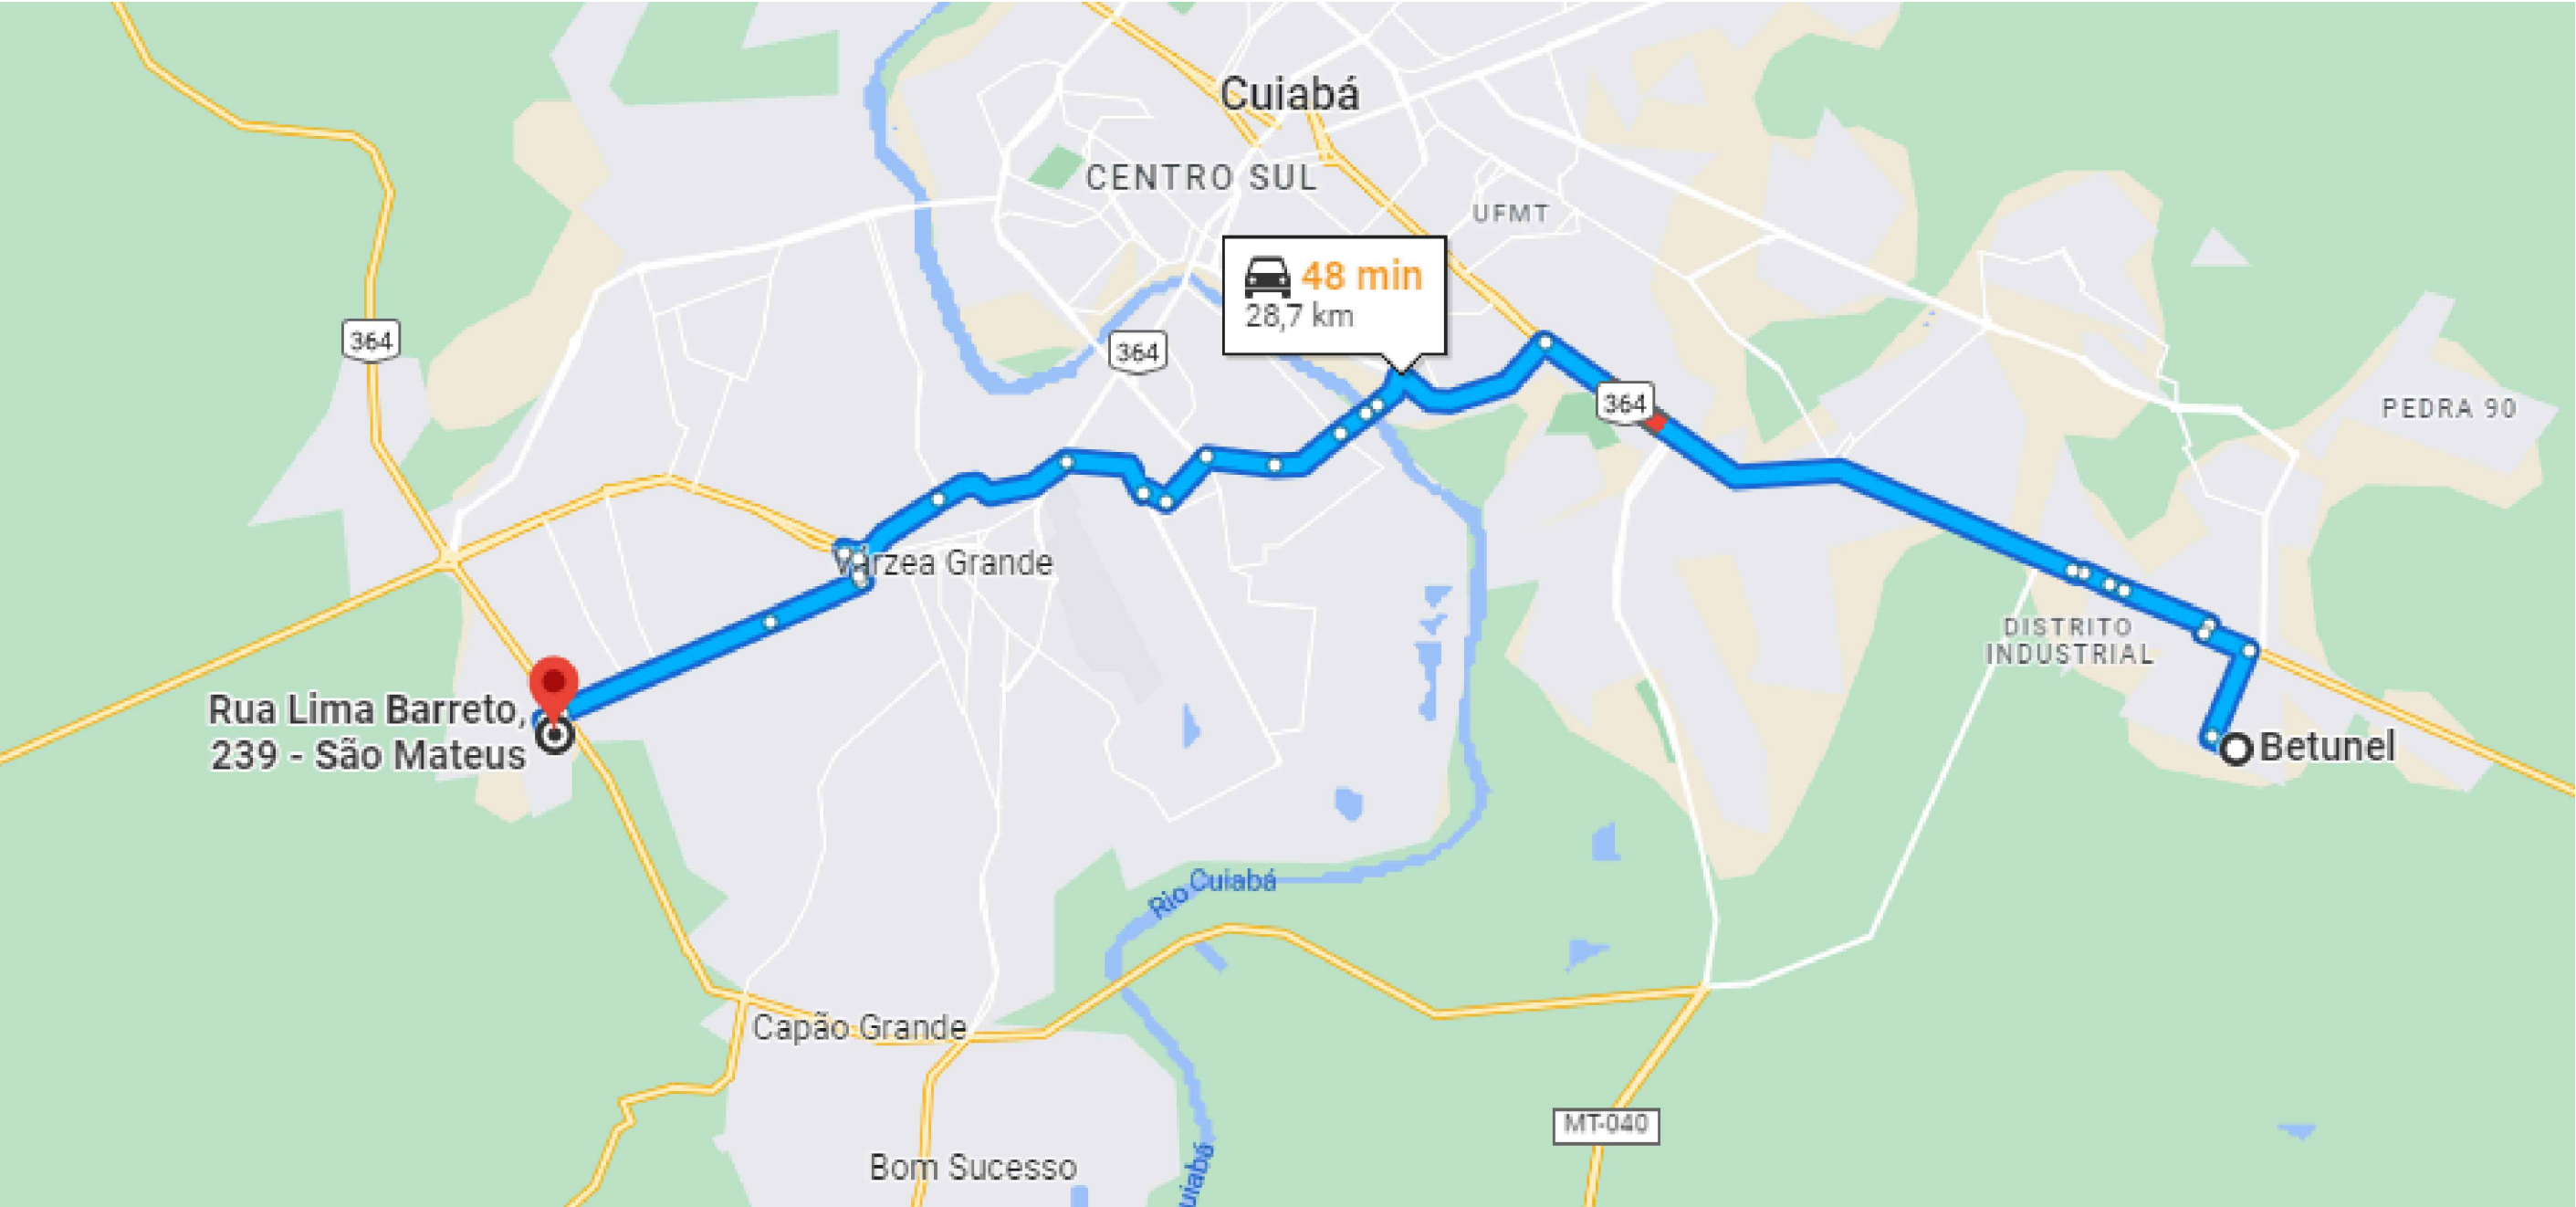 Cuiabá
CENTRO SUL
UFMT
48 min
28,7 km
364
364
364
PEDRA 90
Várzea Grande
DISTRITO
INDUSTRIAL
Rua Lima Barreto,
239 - São Mateus
Betunel
Rio Cuiabá
Capão Grande
MT-040
Bom Sucesso
uiabá